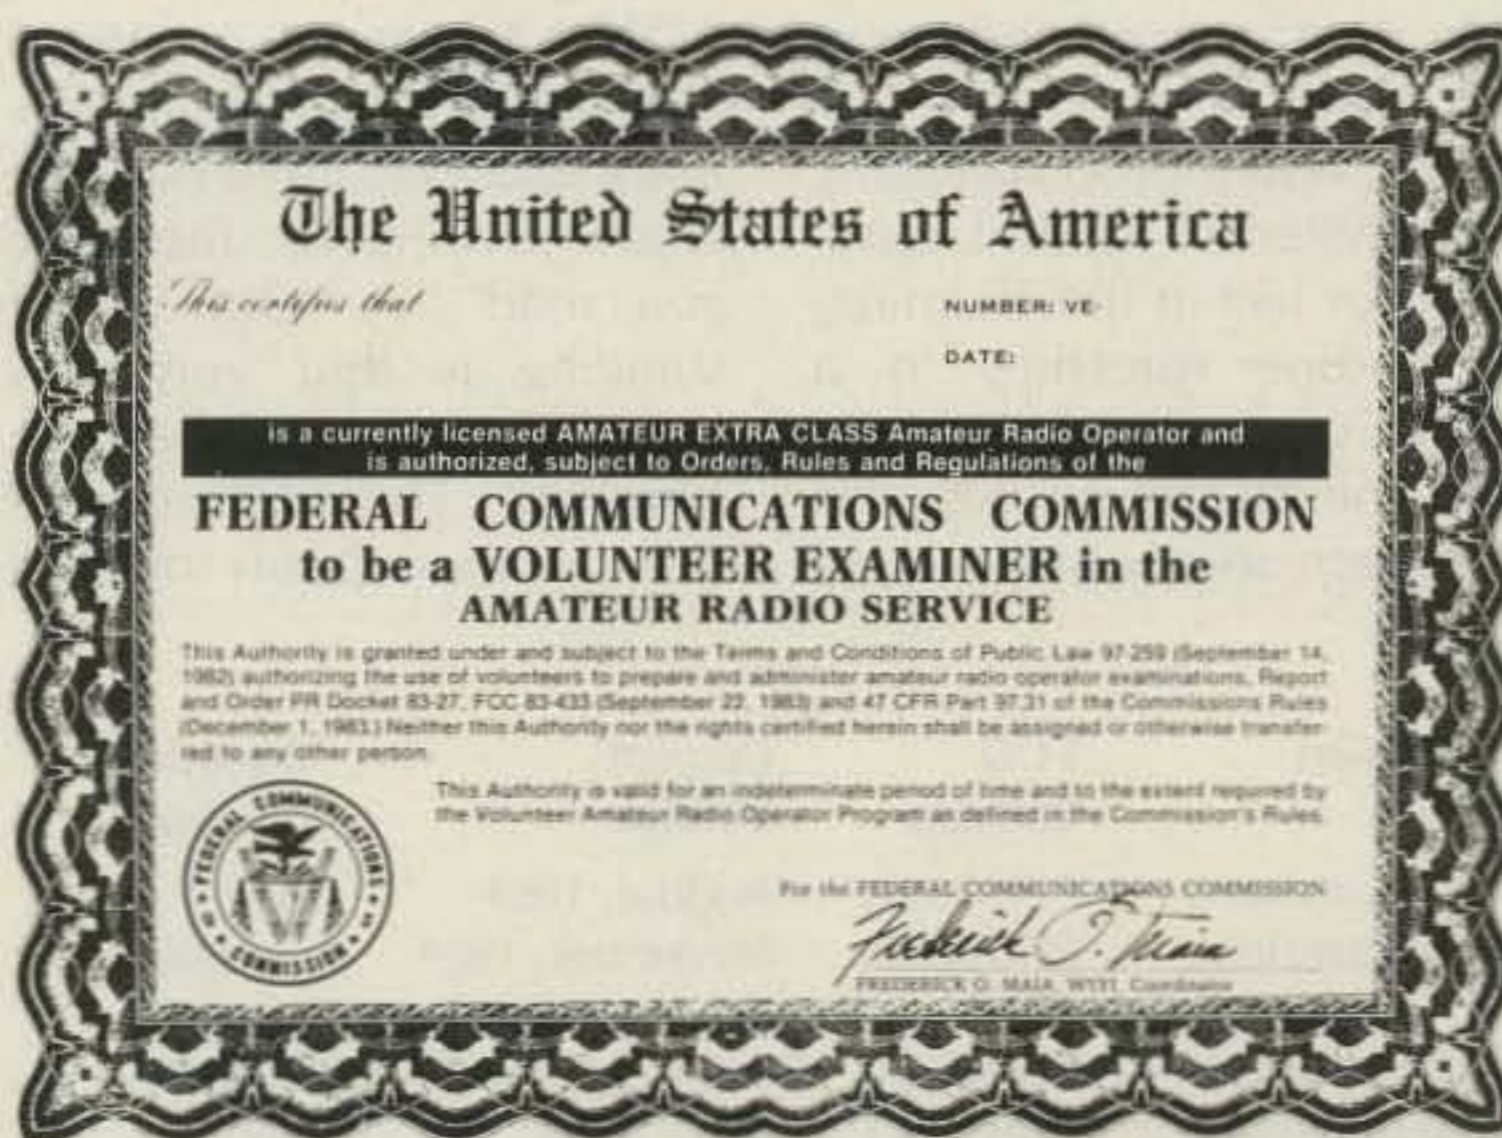 The United States of America
This certifies that
NUMBER: VE-
DATE:
is a currently licensed AMATEUR EXTRA CLASS Amateur Radio Operator and
is authorized, subject to Orders, Rules and Regulations of the
FEDERAL COMMUNICATIONS COMMISSION
to be a VOLUNTEER EXAMINER in the
AMATEUR RADIO SERVICE
This Authority is granted under and subject to the Terms and Conditions of Public Law 97-259 (September 14,
1982) authorizing the use of volunteers to prepare and administer amateur radio operator examinations, Report
and Order PR Docket 83-27, FCC 83-433 (September 22, 1983) and 47 CFR Part 97.31 of the Commissions Rules
(December 1, 1983.) Neither this Authority nor the rights certified herein shall be assigned or otherwise transfer-
red to any other person.
This Authority is valid for an indeterminate period of time and to the extent required by
the Volunteer Amateur Radio Operator Program as defined in the Commission's Rules.
FEDERAL COMMUNICATIONS COMMISSION
For the FEDERAL COMMUNICATIONS COMMISSION
Frederick O. Maia
FREDERICK O. MAIA, W5YI, Coordinator